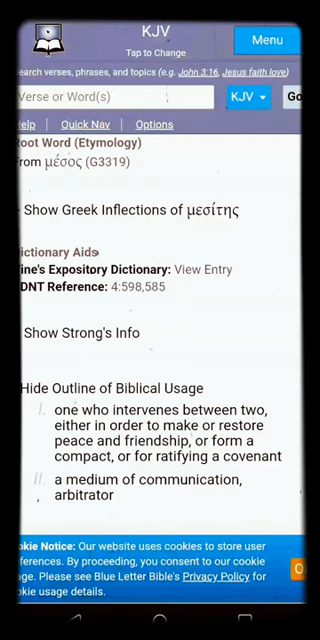 KJV
Tap to Change
Menu
earch verses, phrases, and topics (e.g. John 3:16, Jesus faith love)
Verse or Word(s)
KJV
Go
elp | Quick Nav | Options
Root Word (Etymology)
rom μέσος (G3319)
Show Greek Inflections of μεσίτης
ictionary Aids
ine's Expository Dictionary: View Entry
DNT Reference: 4:598,585
Show Strong's Info
Hide Outline of Biblical Usage
I. one who intervenes between two,
either in order to make or restore
peace and friendship, or form a
compact, or for ratifying a covenant
II. a medium of communication,
arbitrator
okie Notice: Our website uses cookies to store user
ferences. By proceeding, you consent to our cookie
age. Please see Blue Letter Bible's Privacy Policy for
okie usage details.
O